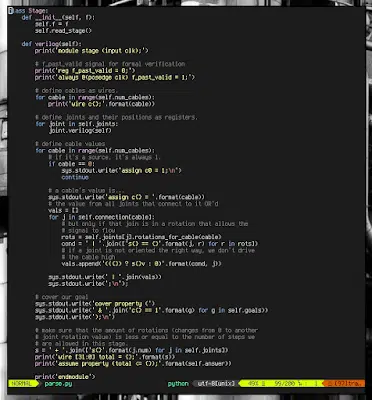 class Stage:
def __init__(self, f):
self.f = f
self.read_stage()
def verilog(self):
print('module stage (input clk);')
# f_past_valid signal for formal verification
print('reg f_past_valid = 0;')
print('always @(posedge clk) f_past_valid = 1;')
# define cables as wires.
for cable in range(self.num_cables):
print('wire c{};'.format(cable))
# define joints and their positions as registers.
for joint in self.joints:
joint.verilog(self)
# define cable values
for cable in range(self.num_cables):
# if it's a source, it's always 1.
if cable == 0:
sys.stdout.write('assign c0 = 1;\n')
continue
# a cable's value is...
sys.stdout.write('assign c{} = '.format(cable))
# the value from all joints that connect to it OR'd
vals = []
for j in self.connection[cable]:
# but only if that join is in a rotation that allows the
# signal to flow
rots = self.joints[j].rotations_for_cable(cable)
cond = ' | '.join(['s{} == {}'.format(j, r) for r in rots])
# if a joint is not oriented the right way, we don't drive
# the cable high
vals.append('(({}) ? s{}v : 0)'.format(cond, j))
sys.stdout.write(' | '.join(vals))
sys.stdout.write(';\n');
# cover our goal
sys.stdout.write('cover property (')
sys.stdout.write(' & '.join('c{} == 1'.format(g) for g in self.goals))
sys.stdout.write(');\n')
# make sure that the amount of rotations (changes from 0 to another
# joint rotation value) is less or equal to the number of steps we
# are allowed in this stage.
s = ' + '.join(['s{}'.format(j.num) for j in self.joints])
print('wire [31:0] total = {};'.format(s))
print('assume property (total <= {});'.format(self.answer))
print('endmodule')
NORMAL parse.py python utf-8[unix] 49% 99/200